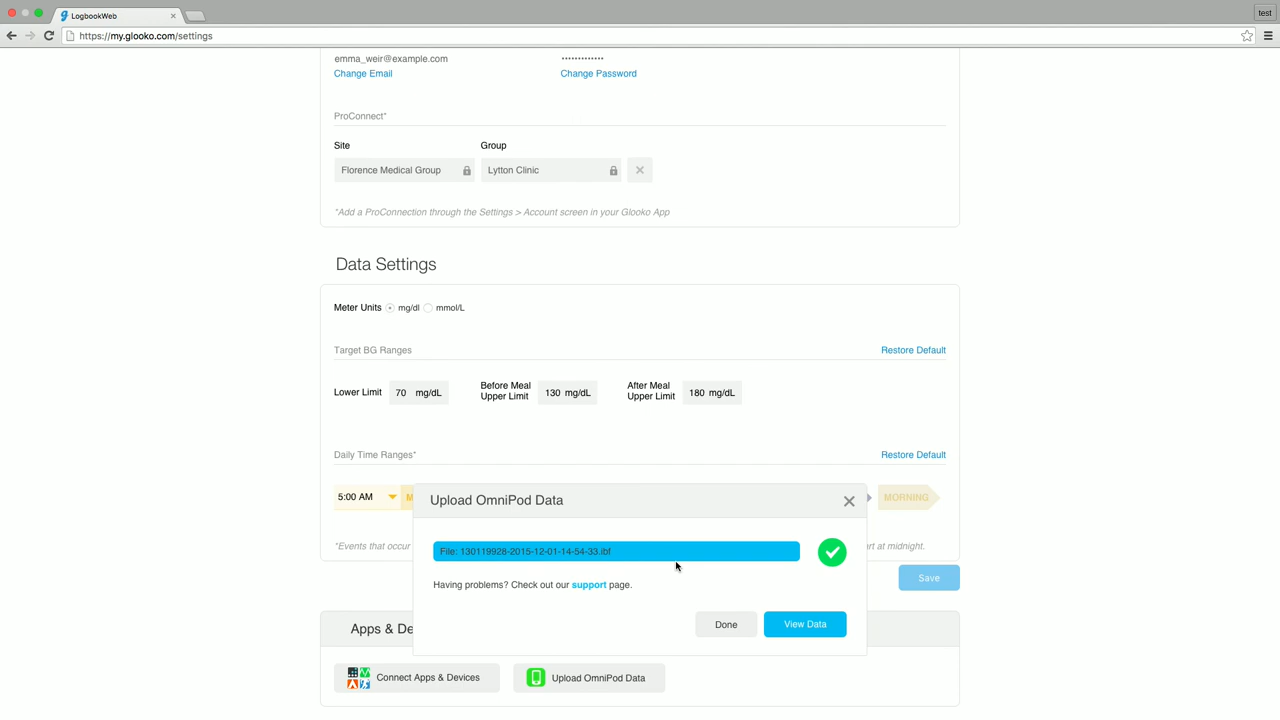 LogbookWeb
test
https://my.glooko.com/settings
emma_weir@example.com
•••••••••••••
Change Email
Change Password
ProConnect*
Site
Group
Florence Medical Group
Lytton Clinic
*Add a ProConnection through the Settings > Account screen in your Glooko App
Data Settings
Meter Units mg/dl mmol/L
Target BG Ranges
Restore Default
Lower Limit 70 mg/dL
Before Meal
Upper Limit
130 mg/dL
After Meal
Upper Limit
180 mg/dL
Daily Time Ranges*
Restore Default
5:00 AM
M
MORNING
*Events that occur
rt at midnight.
Upload OmniPod Data
File: 130119928-2015-12-01-14-54-33.ibf
Having problems? Check out our support page.
Done
View Data
Save
Apps & De
Connect Apps & Devices
Upload OmniPod Data